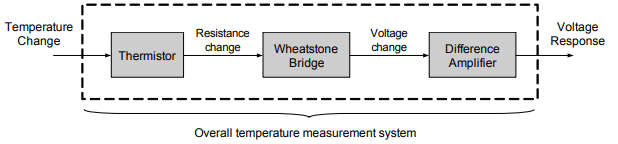 Temperature
Change
Thermistor
Resistance
change
Wheatstone
Bridge
Voltage
change
Difference
Amplifier
Voltage
Response
Overall temperature measurement system